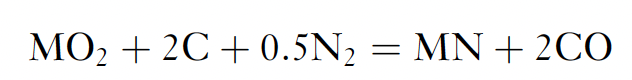 MO₂ + 2C + 0.5N₂ = MN + 2CO